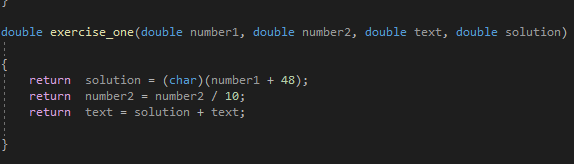 }
double exercise_one(double number1, double number2, double text, double solution)
{
return solution = (char)(number1 + 48);
return number2 = number2 / 10;
return text = solution + text;
}